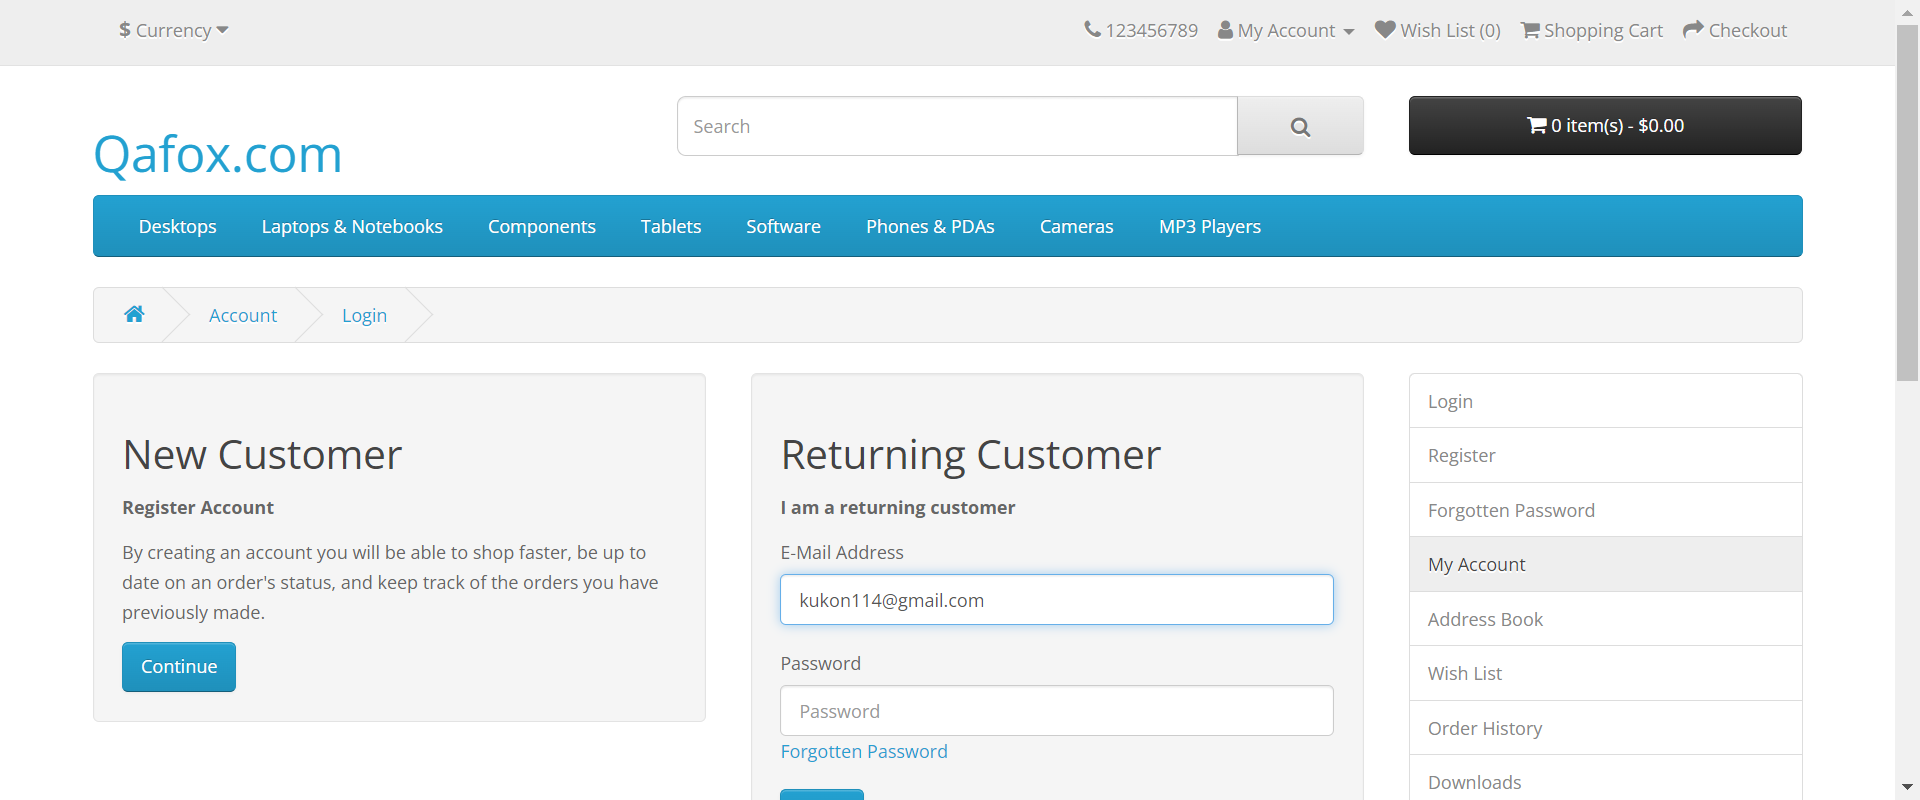 $ Currency
123456789 My Account Wish List (0) Shopping Cart Checkout
Qafox.com
Search
0 item(s) - $0.00
Desktops Laptops & Notebooks Components Tablets Software Phones & PDAs Cameras MP3 Players
Account Login
New Customer
Register Account
By creating an account you will be able to shop faster, be up to
date on an order's status, and keep track of the orders you have
previously made.
Continue
Returning Customer
I am a returning customer
E-Mail Address
kukon114@gmail.com
Password
Password
Forgotten Password
Login
Register
Forgotten Password
My Account
Address Book
Wish List
Order History
Downloads